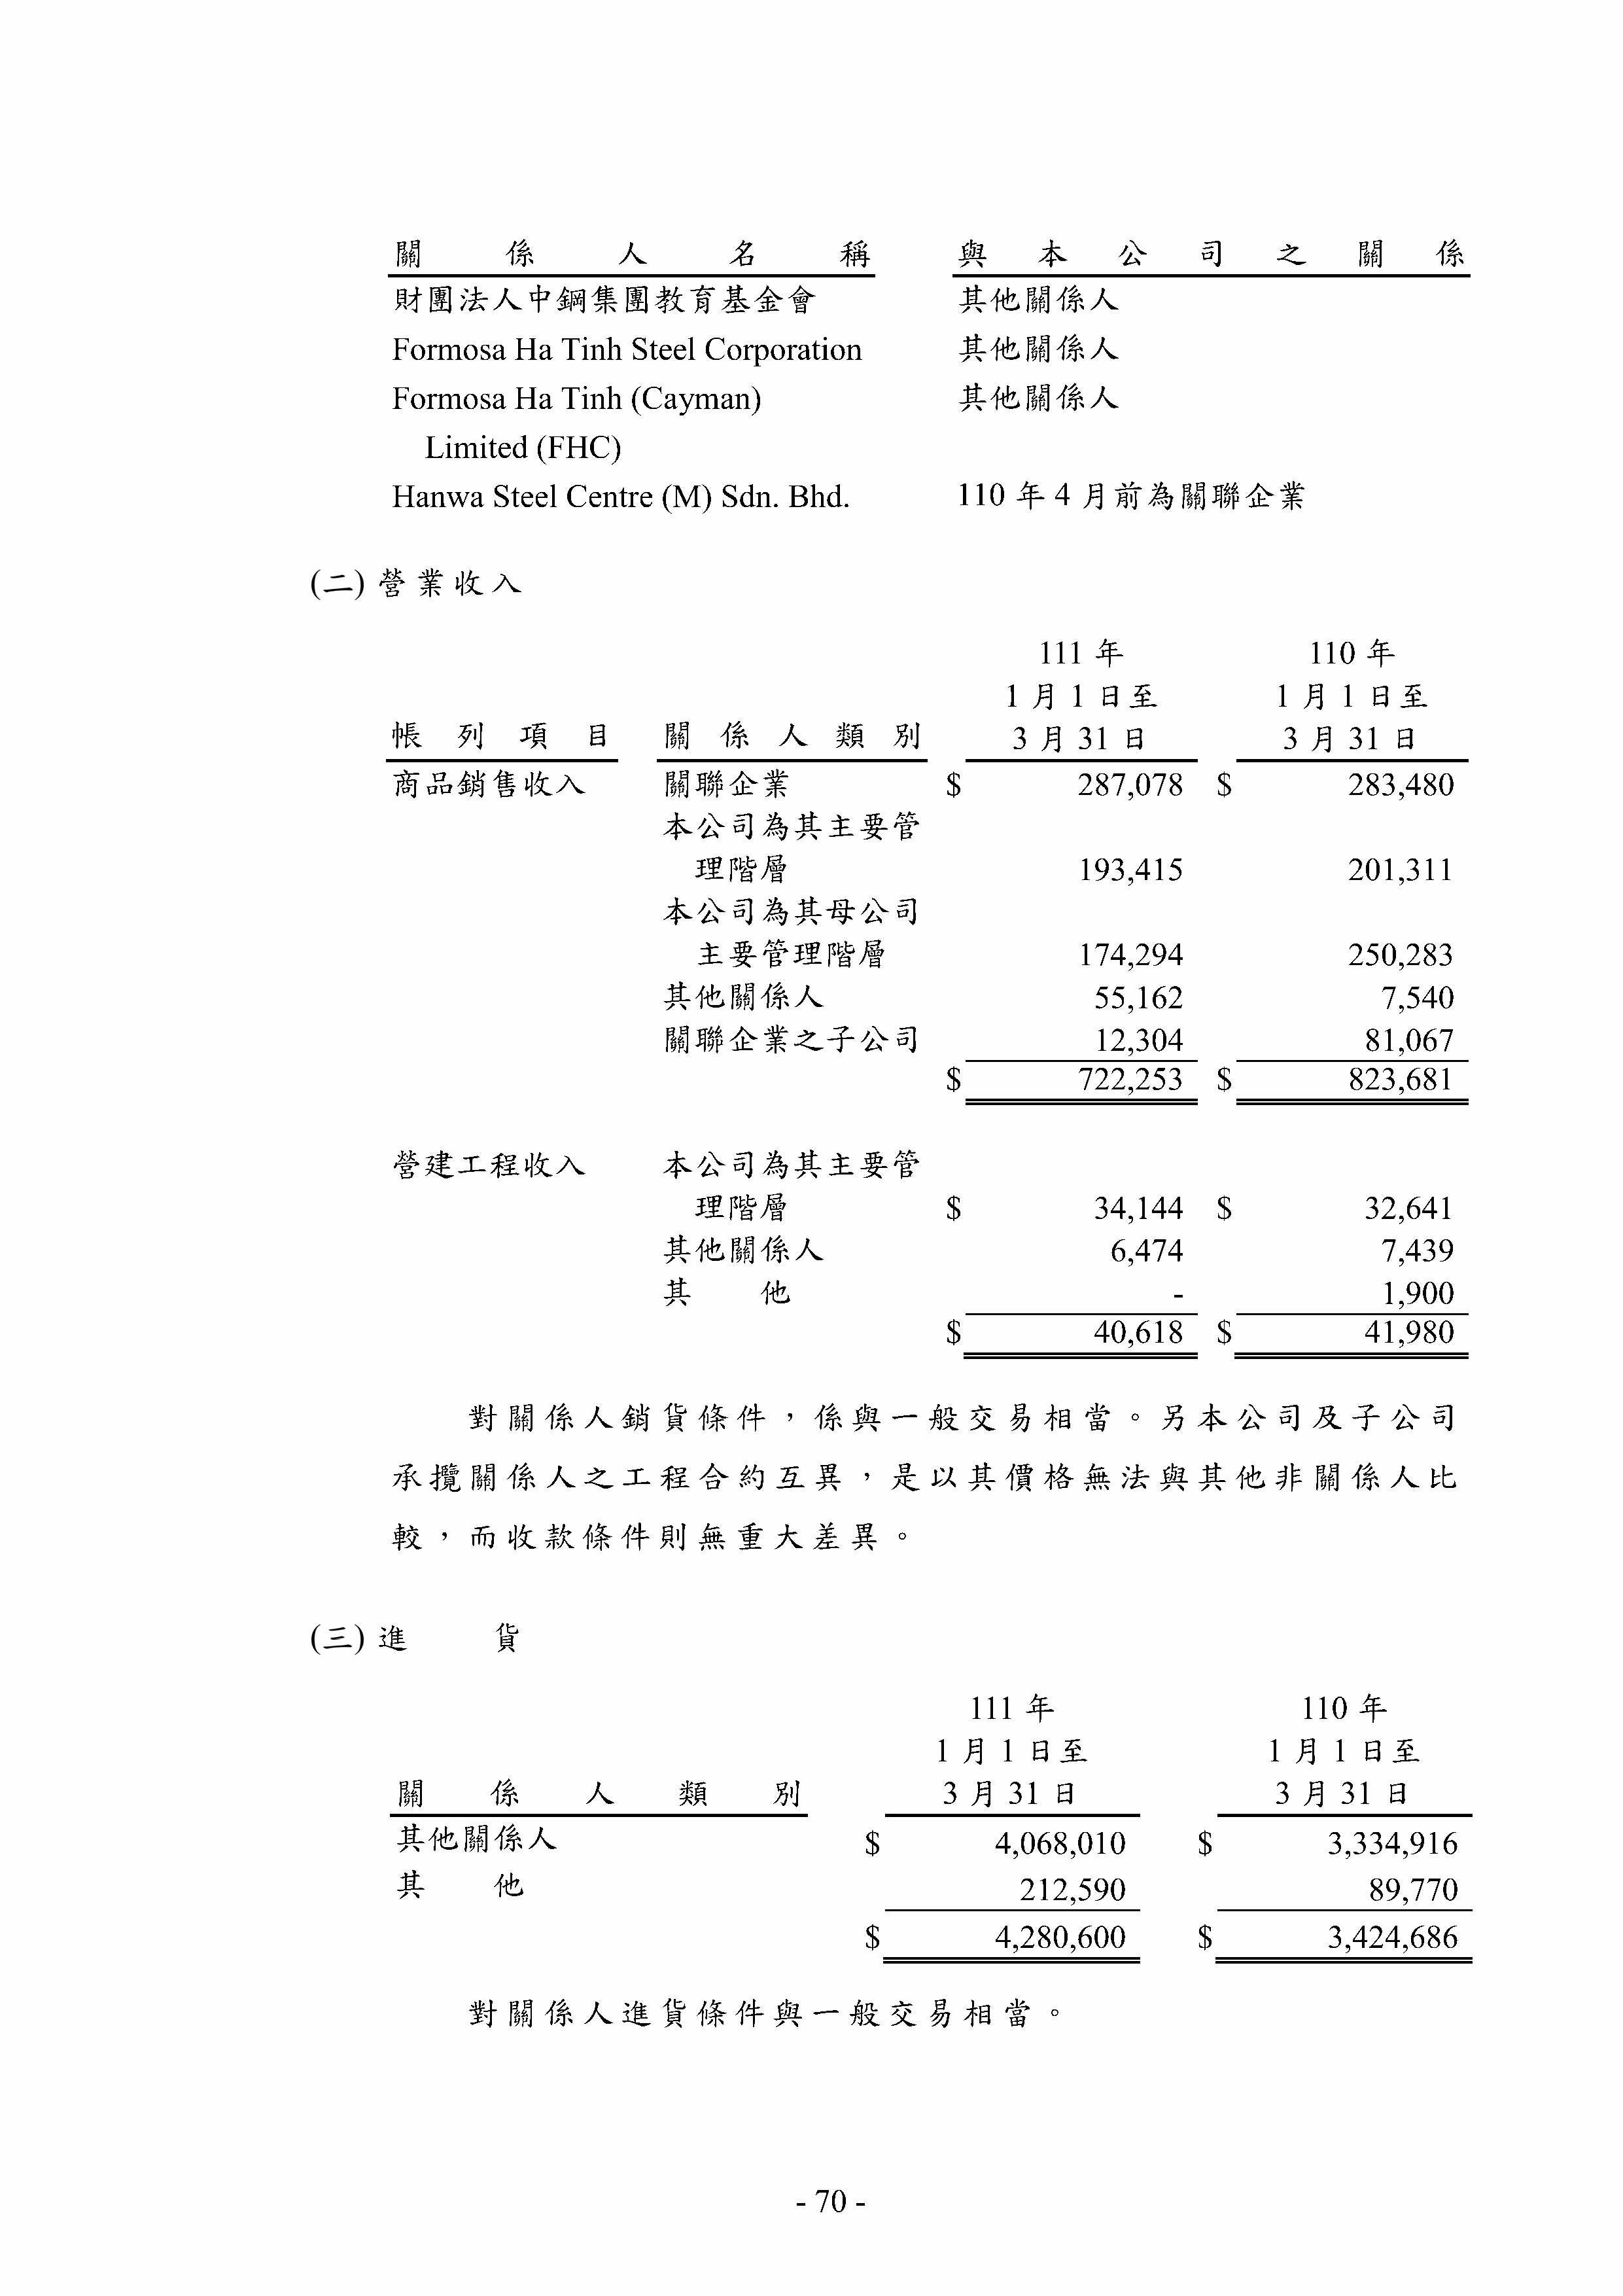 關係人名稱 與本公司之關係
財團法人中鋼集團教育基金會 其他關係人
Formosa Ha Tinh Steel Corporation 其他關係人
Formosa Ha Tinh (Cayman) 其他關係人
Limited (FHC)
Hanwa Steel Centre (M) Sdn. Bhd. 110 年 4 月前為關聯企業
(二) 營業收入
111 年 110 年
1 月 1 日至 1 月 1 日至
帳列項目 關係人類別 3 月 31 日 3 月 31 日
商品銷售收入 關聯企業 $ 287,078 $ 283,480
本公司為其主要管
理階層 193,415 201,311
本公司為其母公司
主要管理階層 174,294 250,283
其他關係人 55,162 7,540
關聯企業之子公司 12,304 81,067
$ 722,253 $ 823,681
營建工程收入 本公司為其主要管
理階層 $ 34,144 $ 32,641
其他關係人 6,474 7,439
其他 - 1,900
$ 40,618 $ 41,980
對關係人銷貨條件，係與一般交易相當。另本公司及子公司
承攬關係人之工程合約互異，是以其價格無法與其他非關係人比
較，而收款條件則無重大差異。
(三) 進貨
111 年 110 年
1 月 1 日至 1 月 1 日至
關係人類別 3 月 31 日 3 月 31 日
其他關係人 $ 4,068,010 $ 3,334,916
其他 212,590 89,770
$ 4,280,600 $ 3,424,686
對關係人進貨條件與一般交易相當。
- 70 -